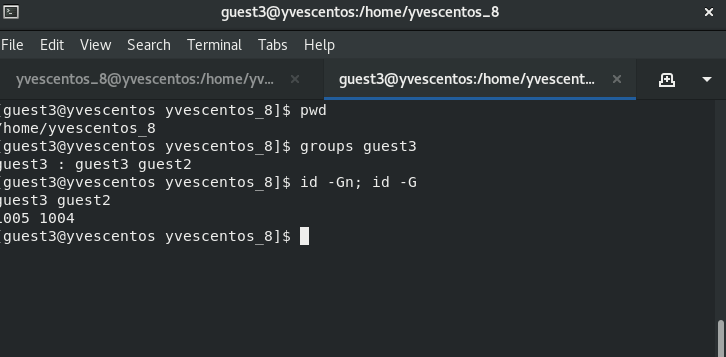 guest3@yvescentos:/home/yvescentos_8
File Edit View Search Terminal Tabs Help
yvescentos_8@yvescentos:/home/yv... × guest3@yvescentos:/home/yvescent... ×
[guest3@yvescentos yvescentos_8]$ pwd
/home/yvescentos_8
[guest3@yvescentos yvescentos_8]$ groups guest3
guest3 : guest3 guest2
[guest3@yvescentos yvescentos_8]$ id -Gn; id -G
guest3 guest2
1005 1004
[guest3@yvescentos yvescentos_8]$